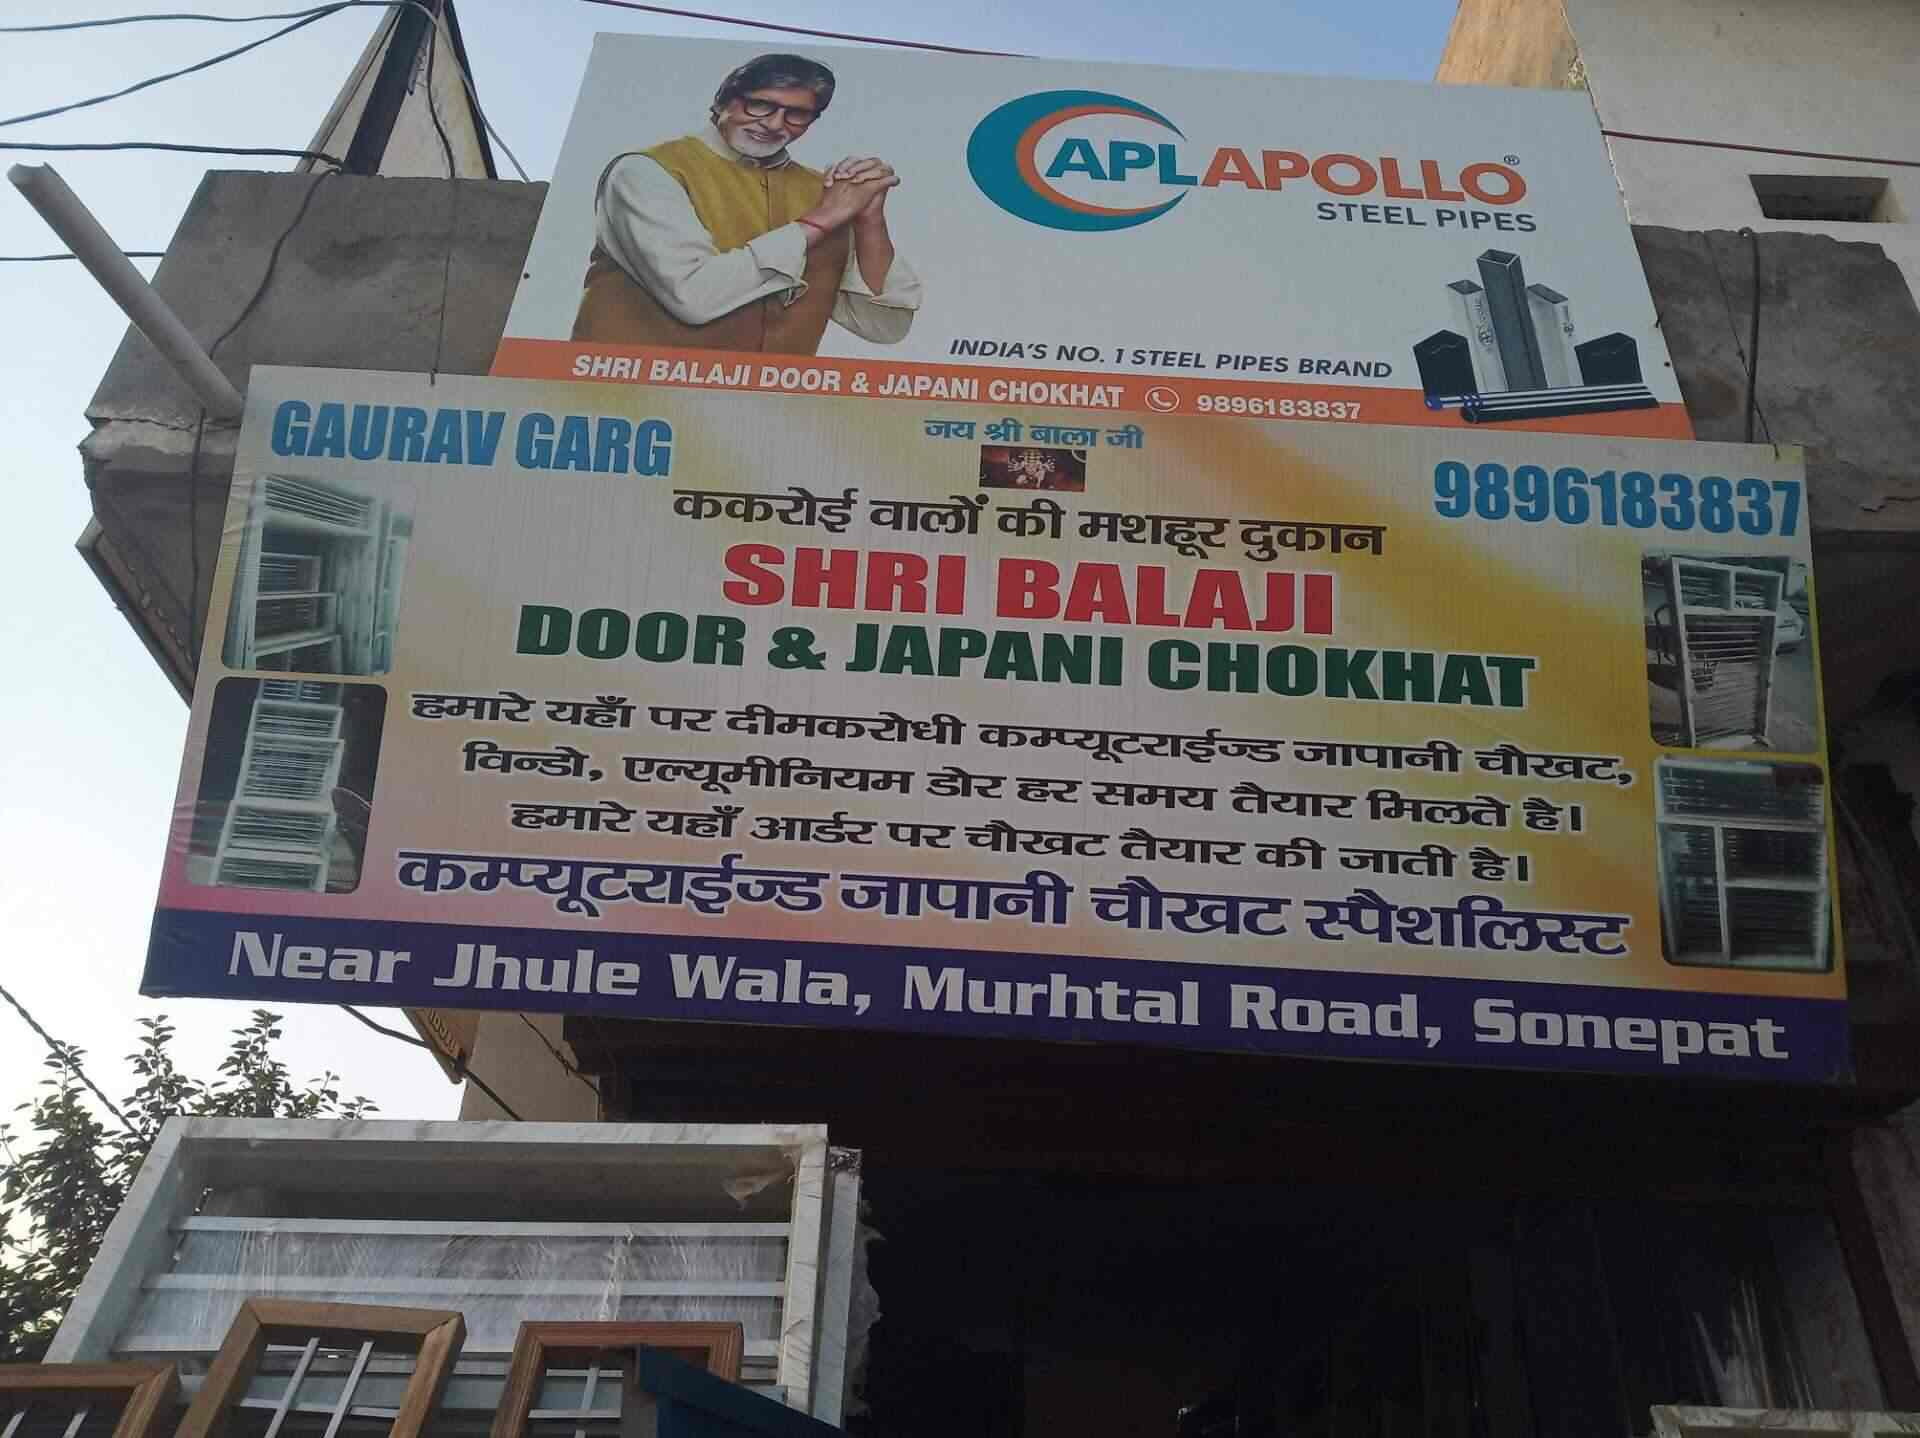 APL APOLLO®
STEEL PIPES
INDIA'S NO. 1 STEEL PIPES BRAND
SHRI BALAJI DOOR & JAPANI CHOKHAT 9896183837
जय श्री बाला जी
GAURAV GARG
9896183837
ककरोई वालों की मशहूर दुकान
SHRI BALAJI
DOOR & JAPANI CHOKHAT
हमारे यहाँ पर दीमकरोधी कम्प्यूटराईज्ड जापानी चौखट,
विन्डो, एल्यूमीनियम डोर हर समय तैयार मिलते है।
हमारे यहाँ आर्डर पर चौखट तैयार की जाती है।
कम्प्यूटराईज्ड जापानी चौखट स्पैशलिस्ट
Near Jhule Wala, Murhtal Road, Sonepat